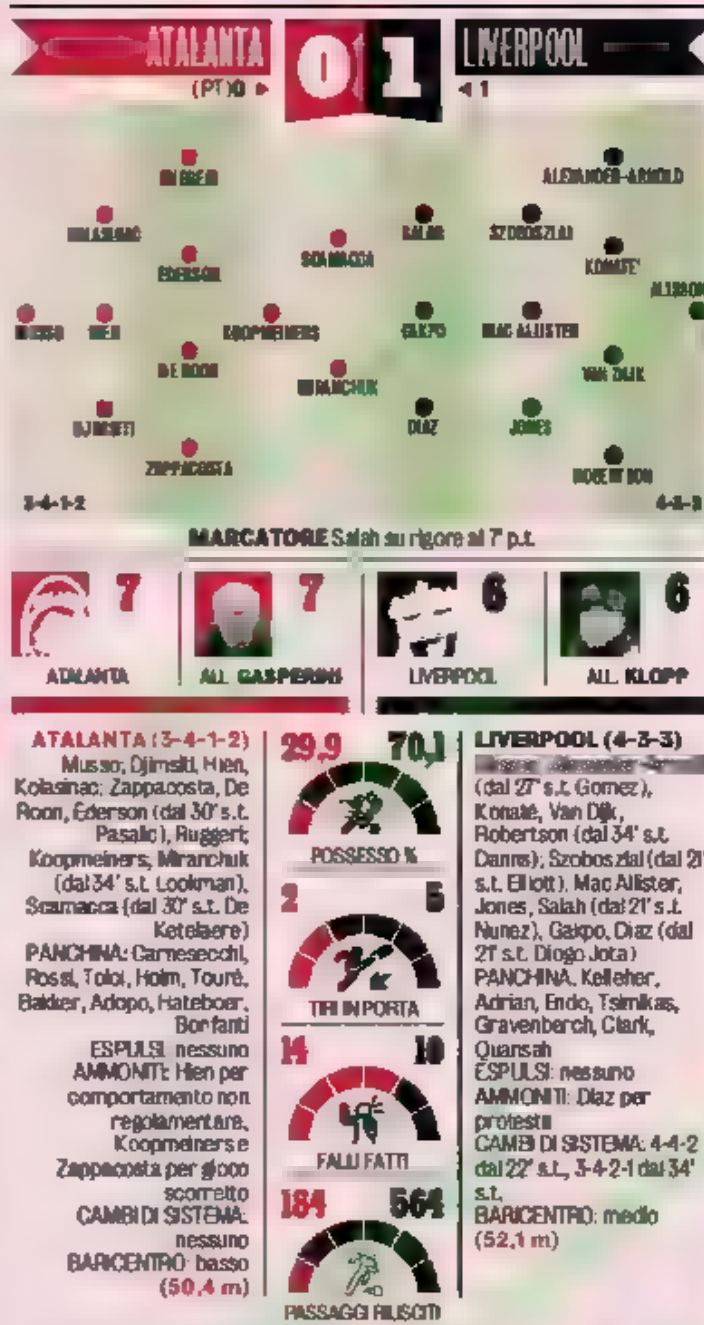 ATALANTA 0 1 LIVERPOOL
(PT) 0 1
ALEXANDER-ARNOLD
KOLASINAC
SALAH
SZOBOSZLAI
EDERSON
SCAMACCA
KONATE'
ALISSON
MUSSO
HIEN
KOOPMEINERS
GAKPO
MAC ALLISTER
DE ROON
MIRANCHUK
VAN DIJK
DJIMSITI
DIAZ
JONES
ZAPPACOSTA
ROBERTSON
3-4-1-2
4-3-3
MARCATORE Salah su rigore al 7' p.t.
7 7 6 6
ATALANTA ALL. GASPERINI LIVERPOOL ALL. KLOPP
ATALANTA (3-4-1-2)
Musso; Djimsiti, Hien,
Kolasinac; Zappacosta, De
Roon, Ederson (dal 30' s.t.
Pasalic), Ruggeri;
Koopmeiners; Miranchuk
(dal 34' s.t. Lookman),
Scamacca (dal 30' s.t. De
Ketelaere)
PANCHINA: Carnesecchi,
Rossi, Toloi, Holm, Touré,
Bakker, Adopo, Hateboer,
Bonfanti
ESPULSI: nessuno
AMMONITI: Hien per
comportamento non
regolamentare,
Koopmeiners e
Zappacosta per gioco
scorretto
CAMBI DI SISTEMA:
nessuno
BARICENTRO: basso
(50,4 m)
29,9 70,1
POSSESSO %
2 5
TIRI IN PORTA
14 10
FALLI FATTI
184 564
PASSAGGI RIUSCITI
LIVERPOOL (4-3-3)
(dal 27' s.t. Gomez),
Konaté, Van Dijk,
Robertson (dal 34' s.t.
Danns); Szoboszlai (dal 21'
s.t. Elliott), Mac Allister,
Jones, Salah (dal 21' s.t.
Nunez), Gakpo, Diaz (dal
21' s.t. Diogo Jota)
PANCHINA: Kelleher,
Adrian, Endo, Tsimikas,
Gravenberch, Clark,
Quansah
ESPULSI: nessuno
AMMONITI: Diaz per
proteste
CAMBI DI SISTEMA: 4-4-2
dal 22' s.t., 3-4-2-1 dal 34'
s.t.
BARICENTRO: medio
(52,1 m)